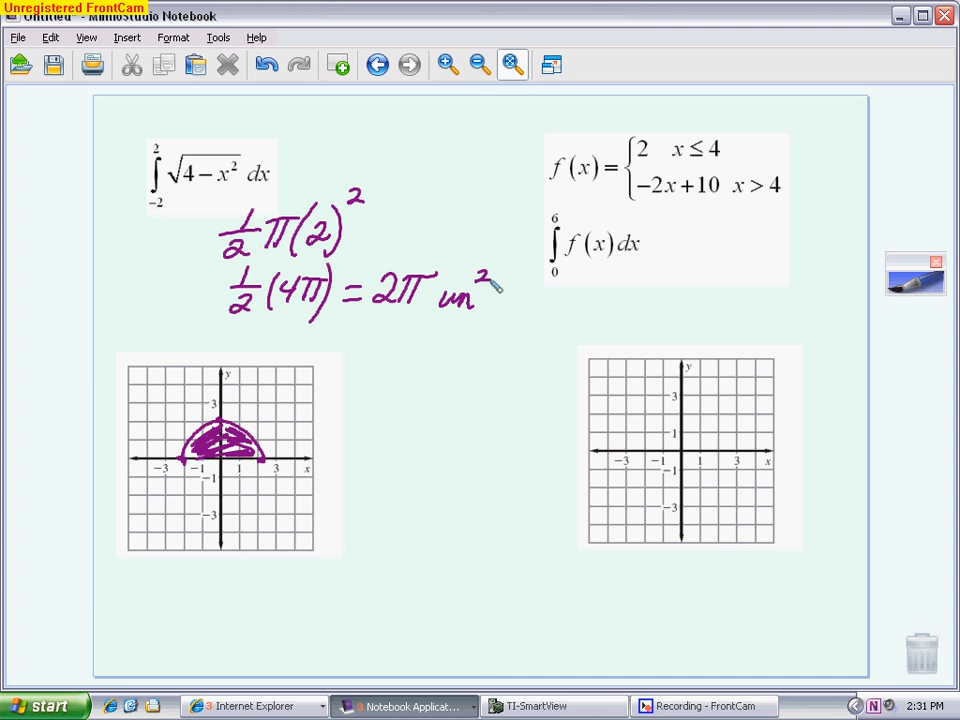 Unregistered FrontCam
Untitled* - MimioStudio Notebook
File Edit View Insert Format Tools Help
∫_{-2}^{2} √(4 − x²) dx
½ π(2)²
½ (4π) = 2π un²
f(x) = { 2 x ≤ 4
−2x + 10 x > 4
∫_{0}^{6} f(x) dx
y
3
−3 −1 1 3 x
−1
−3
y
3
1
−3 −1 1 3 x
−1
−3
start 3 Internet Explorer 3 Notebook Applicat... TI-SmartView Recording - FrontCam N 2:31 PM